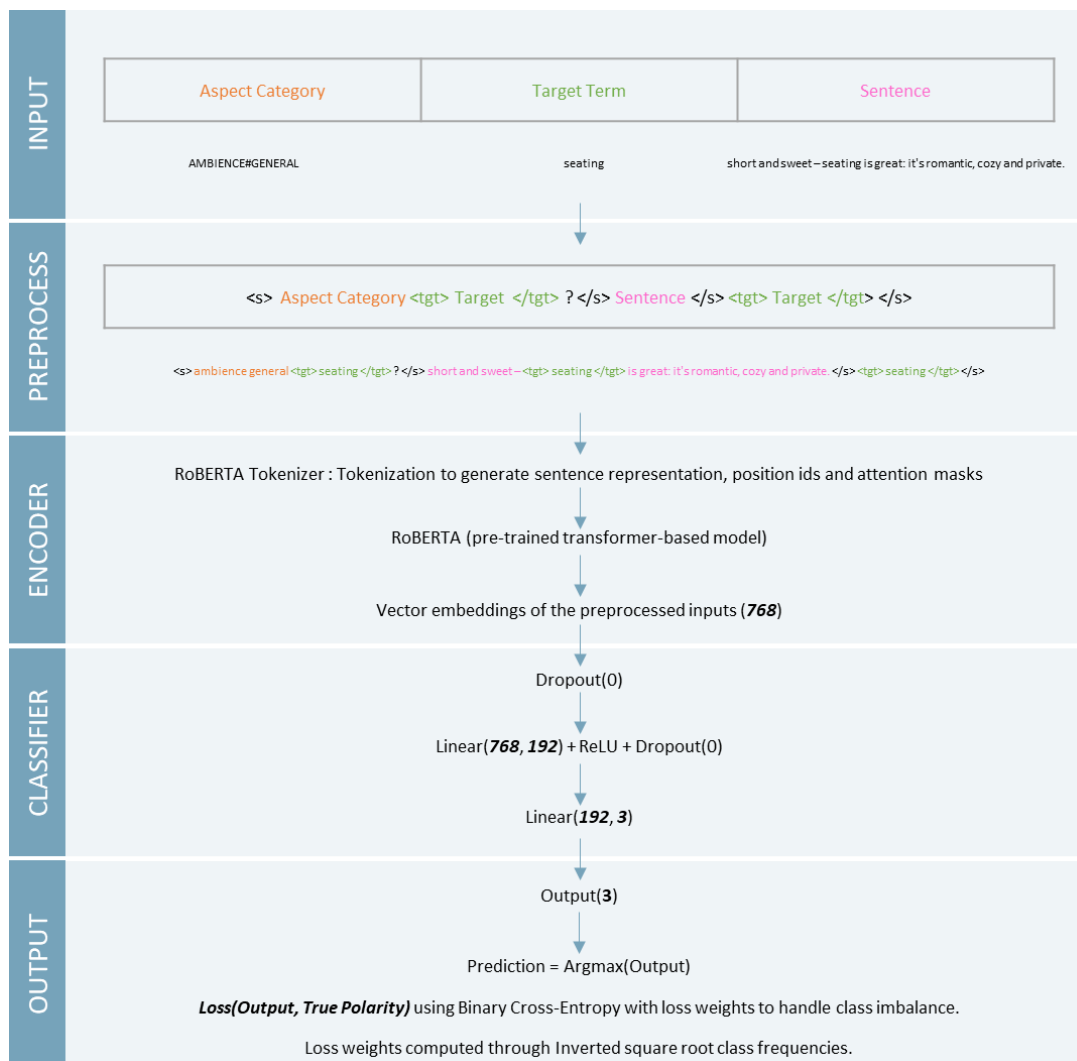 INPUT
Aspect Category
Target Term
Sentence
AMBIENCE#GENERAL
seating
short and sweet – seating is great: it's romantic, cozy and private.
PREPROCESS
<s> Aspect Category <tgt> Target </tgt> ? </s> Sentence </s> <tgt> Target </tgt> </s>
<s> ambience general <tgt> seating </tgt> ? </s> short and sweet – <tgt> seating </tgt> is great: it's romantic, cozy and private. </s> <tgt> seating </tgt> </s>
ENCODER
RoBERTA Tokenizer : Tokenization to generate sentence representation, position ids and attention masks
RoBERTA (pre-trained transformer-based model)
Vector embeddings of the preprocessed inputs (768)
CLASSIFIER
Dropout(0)
Linear(768, 192) + ReLU + Dropout(0)
Linear(192, 3)
OUTPUT
Output(3)
Prediction = Argmax(Output)
Loss(Output, True Polarity) using Binary Cross-Entropy with loss weights to handle class imbalance.
Loss weights computed through Inverted square root class frequencies.